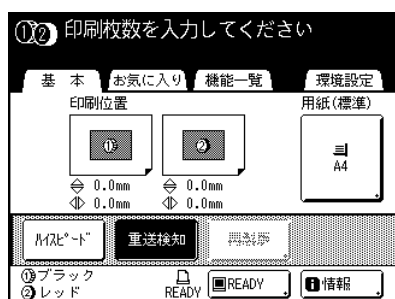 ①② 印刷枚数を入力してください
基 本 お気に入り 機能一覧 環境設定
印刷位置 用紙(標準)
① ②
0.0mm 0.0mm
0.0mm 0.0mm
A4
ﾊｲｽﾋﾟｰﾄﾞ 重送検知 再製版
①ブラック
②レッド
READY READY 情報